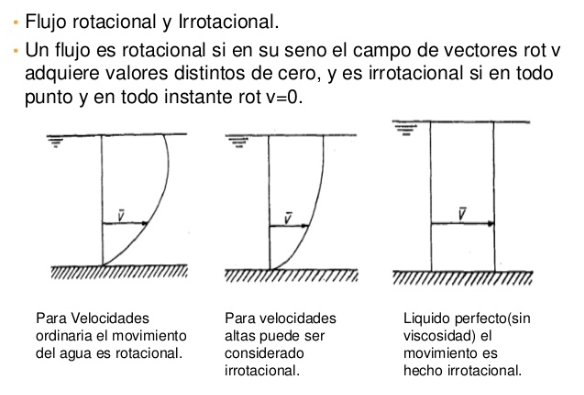 • Flujo rotacional y Irrotacional.
• Un flujo es rotacional si en su seno el campo de vectores rot v
adquiere valores distintos de cero, y es irrotacional si en todo
punto y en todo instante rot v=0.
v̄
v̄
v̄
Para Velocidades
ordinaria el movimiento
del agua es rotacional.
Para velocidades
altas puede ser
considerado
irrotacional.
Liquido perfecto(sin
viscosidad) el
movimiento es
hecho irrotacional.